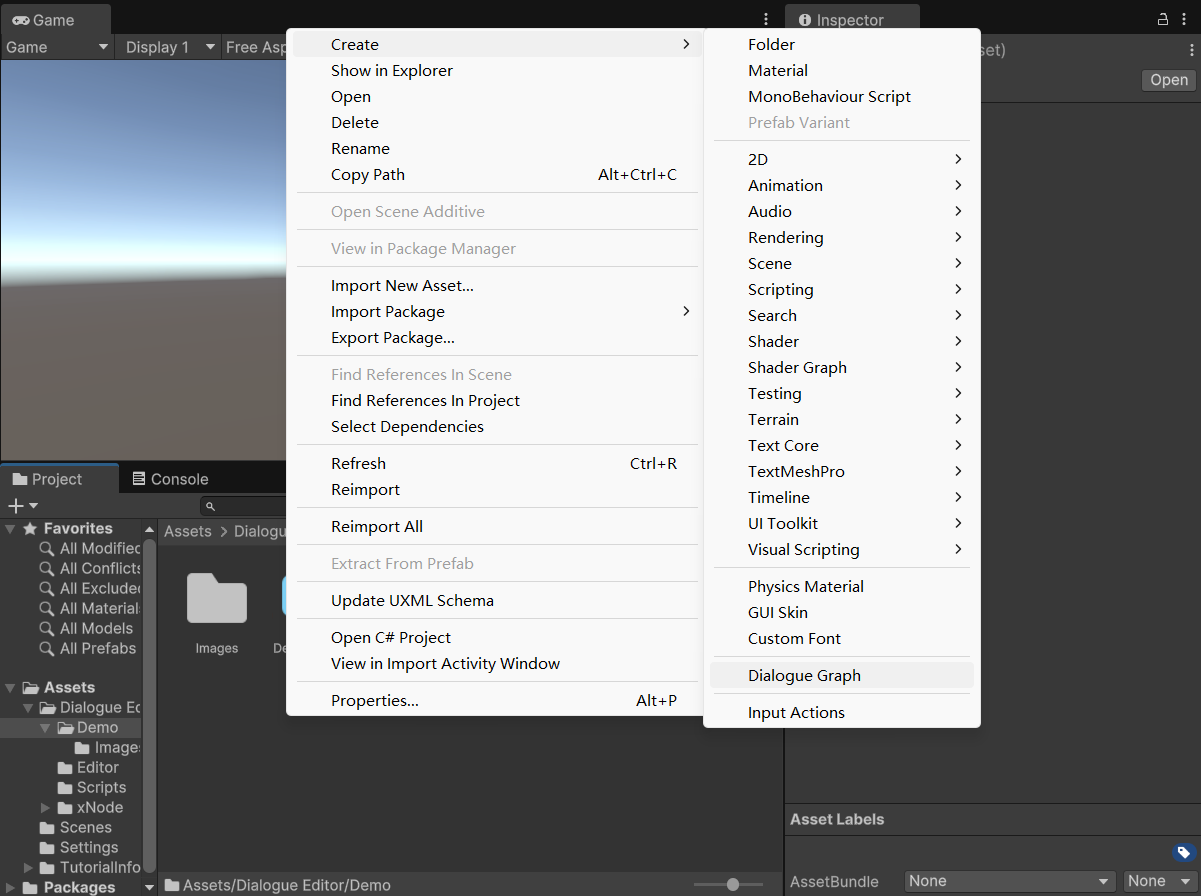 Game
Inspector
Game
Display 1
Free Asp
set)
Open
Create
Show in Explorer
Open
Delete
Rename
Copy Path Alt+Ctrl+C
Open Scene Additive
View in Package Manager
Import New Asset...
Import Package
Export Package...
Find References In Scene
Find References In Project
Select Dependencies
Refresh Ctrl+R
Reimport
Reimport All
Extract From Prefab
Update UXML Schema
Open C# Project
View in Import Activity Window
Properties... Alt+P
Folder
Material
MonoBehaviour Script
Prefab Variant
2D
Animation
Audio
Rendering
Scene
Scripting
Search
Shader
Shader Graph
Testing
Terrain
Text Core
TextMeshPro
Timeline
UI Toolkit
Visual Scripting
Physics Material
GUI Skin
Custom Font
Dialogue Graph
Input Actions
Project
Console
Favorites
All Modified
All Conflicts
All Excluded
All Material
All Models
All Prefabs
Assets
Dialogue Ed
Demo
Images
Editor
Scripts
xNode
Scenes
Settings
TutorialInfo
Packages
Assets > Dialogu
Images
De
Assets/Dialogue Editor/Demo
Asset Labels
AssetBundle None None